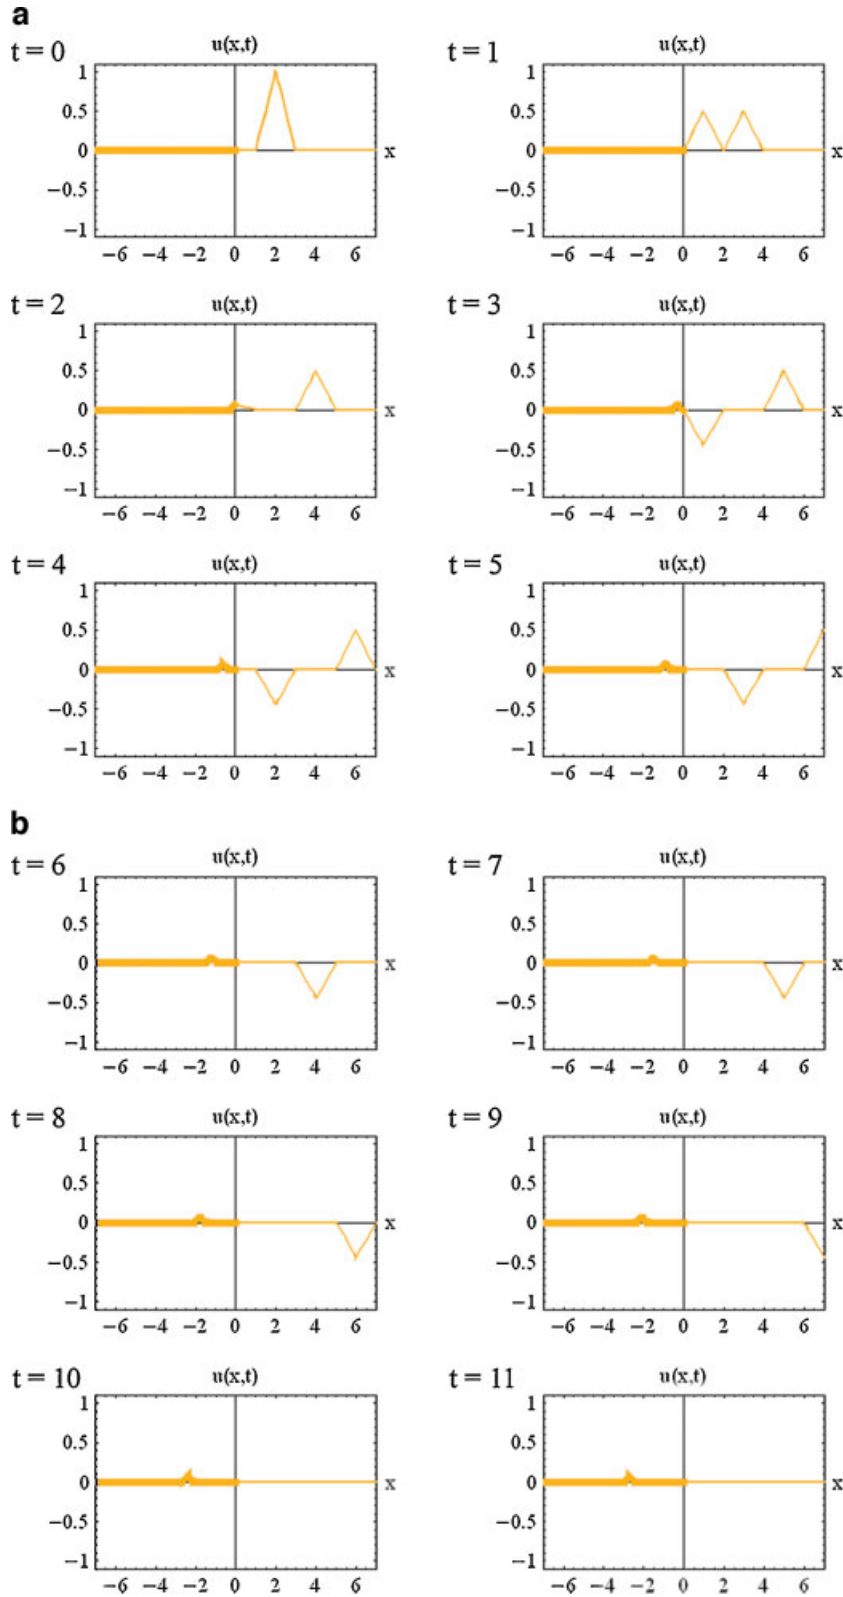 a
t = 0
u(x,t)
1
0.5
0
−0.5
−1
−6 −4 −2 0 2 4 6
x
t = 1
u(x,t)
1
0.5
0
−0.5
−1
−6 −4 −2 0 2 4 6
x
t = 2
u(x,t)
1
0.5
0
−0.5
−1
−6 −4 −2 0 2 4 6
x
t = 3
u(x,t)
1
0.5
0
−0.5
−1
−6 −4 −2 0 2 4 6
x
t = 4
u(x,t)
1
0.5
0
−0.5
−1
−6 −4 −2 0 2 4 6
x
t = 5
u(x,t)
1
0.5
0
−0.5
−1
−6 −4 −2 0 2 4 6
x
b
t = 6
u(x,t)
1
0.5
0
−0.5
−1
−6 −4 −2 0 2 4 6
x
t = 7
u(x,t)
1
0.5
0
−0.5
−1
−6 −4 −2 0 2 4 6
x
t = 8
u(x,t)
1
0.5
0
−0.5
−1
−6 −4 −2 0 2 4 6
x
t = 9
u(x,t)
1
0.5
0
−0.5
−1
−6 −4 −2 0 2 4 6
x
t = 10
u(x,t)
1
0.5
0
−0.5
−1
−6 −4 −2 0 2 4 6
x
t = 11
u(x,t)
1
0.5
0
−0.5
−1
−6 −4 −2 0 2 4 6
x